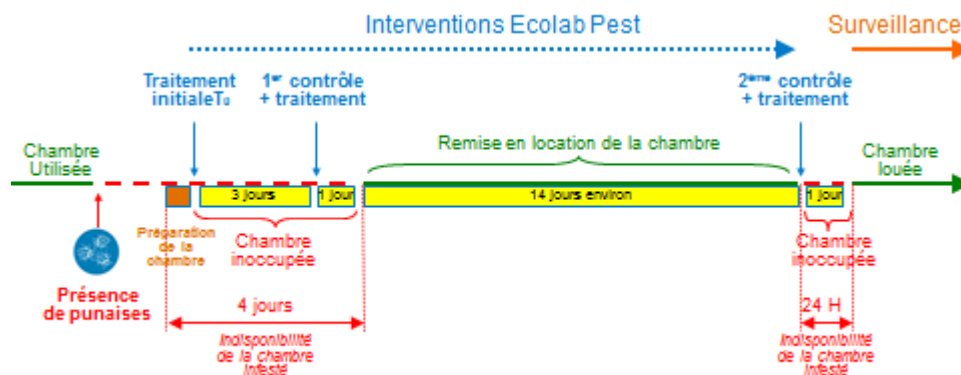 Interventions Ecolab Pest
Surveillance
Traitement
initialeT₀
1er contrôle
+ traitement
2ème contrôle
+ traitement
Chambre
Utilisée
Remise en location de la chambre
Chambre
louée
3 jours
1 jour
14 jours environ
1 jour
Préparation
de la
chambre
Chambre
inoccupée
Chambre
inoccupée
Présence
de punaises
4 jours
24 H
Indisponibilité
de la chambre
Infesté
Indisponibilité
de la chambre
Infesté